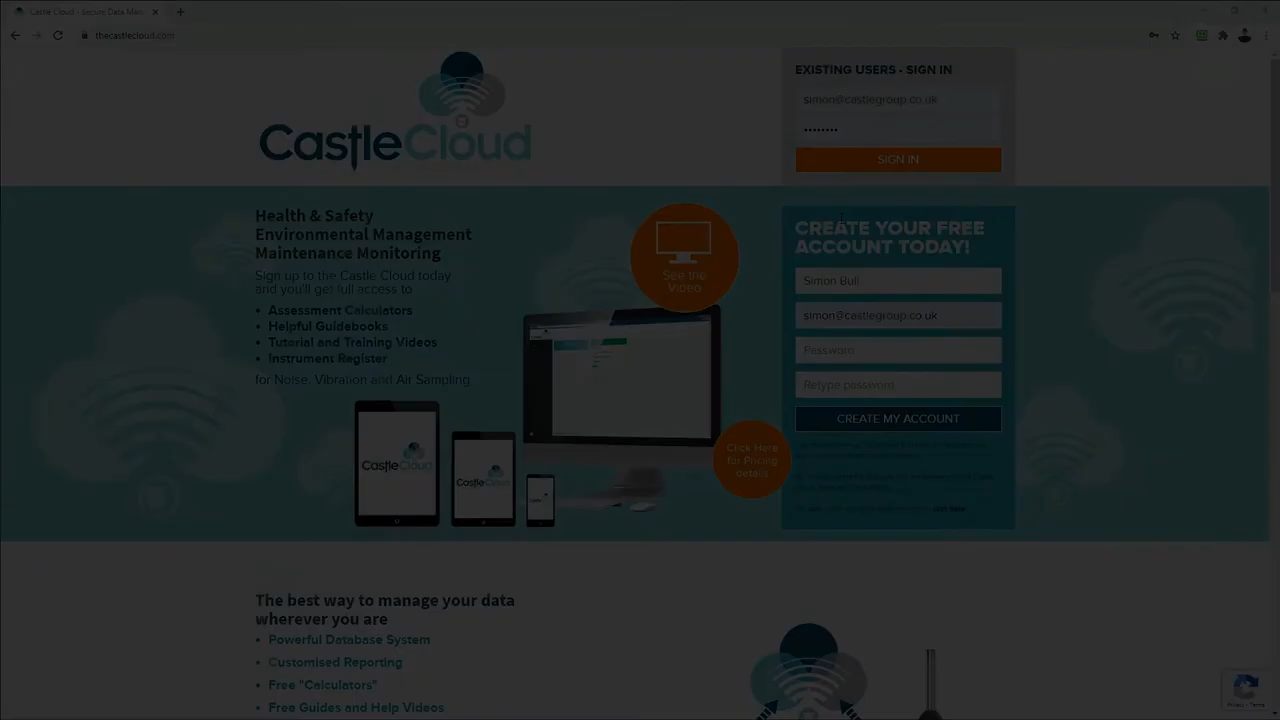 Castle Cloud - Secure Data Man
thecastlecloud.com
CastleCloud
EXISTING USERS - SIGN IN
simon@castlegroup.co.uk
••••••••
SIGN IN
Health & Safety
Environmental Management
Maintenance Monitoring
Sign up to the Castle Cloud today
and you'll get full access to
• Assessment Calculators
• Helpful Guidebooks
• Tutorial and Training Videos
• Instrument Register
for Noise, Vibration and Air Sampling
See the
Video
Click Here
for Pricing
details
CastleCloud
CastleCloud
CREATE YOUR FREE
ACCOUNT TODAY!
Simon Bull
simon@castlegroup.co.uk
Password
Retype password
CREATE MY ACCOUNT
The best way to manage your data
wherever you are
• Powerful Database System
• Customised Reporting
• Free "Calculators"
• Free Guides and Help Videos
Privacy - Terms